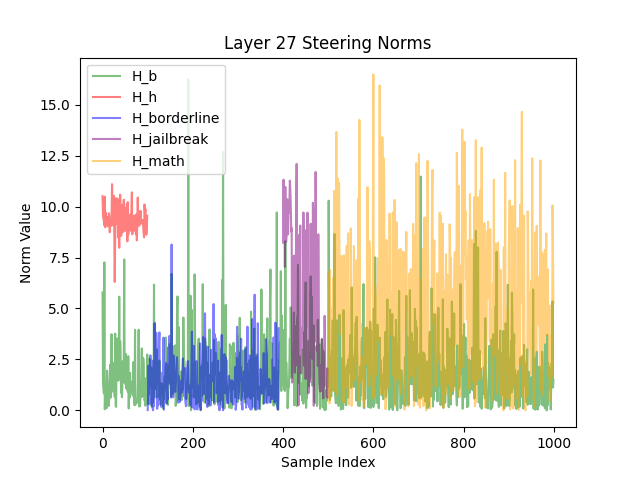 Layer 27 Steering Norms
H_b
H_h
H_borderline
H_jailbreak
H_math
Norm Value
15.0
12.5
10.0
7.5
5.0
2.5
0.0
0
200
400
600
800
1000
Sample Index